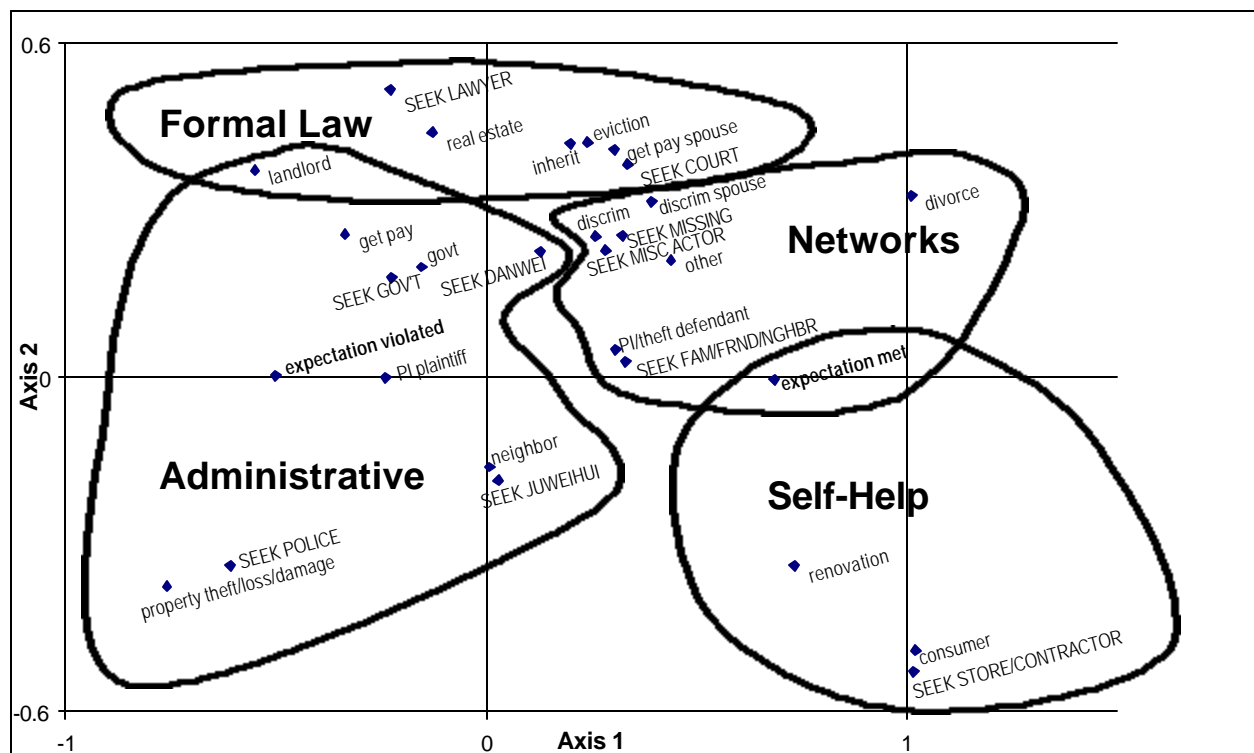 0.6
SEEK LAWYER
Formal Law
real estate
eviction
inherit
get pay spouse
SEEK COURT
landlord
discrim spouse
divorce
discrim
SEEK MISSING
get pay
Networks
SEEK MISC ACTOR
govt
other
SEEK DANWEI
SEEK GOV'T
PI/theft defendant
expectation violated
SEEK FAM/FRND/NGHBR
PI plaintiff
expectation met
Axis 2
0
neighbor
Administrative
SEEK JUWEIHUI
Self-Help
SEEK POLICE
renovation
property theft/loss/damage
consumer
SEEK STORE/CONTRACTOR
-0.6
-1
0
Axis 1
1